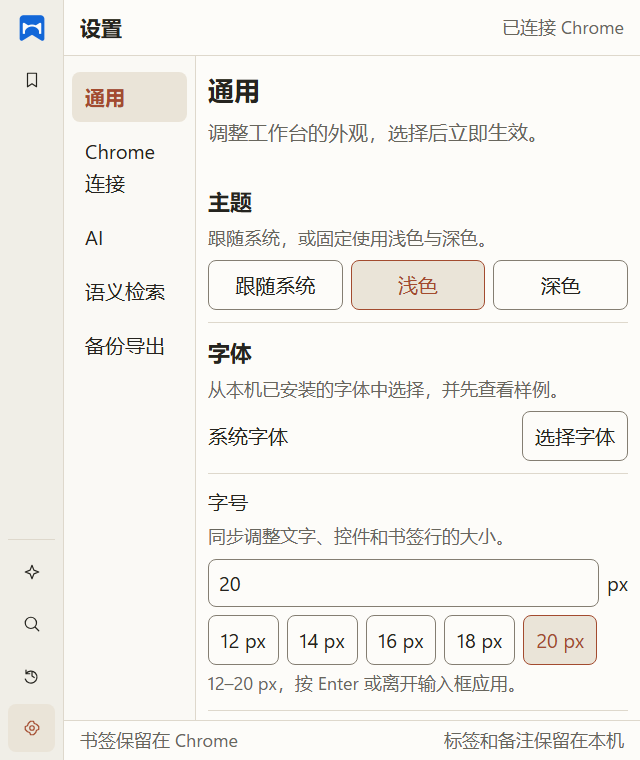 设置
已连接 Chrome
通用
Chrome
连接
AI
语义检索
备份导出
通用
调整工作台的外观，选择后立即生效。
主题
跟随系统，或固定使用浅色与深色。
跟随系统
浅色
深色
字体
从本机已安装的字体中选择，并先查看样例。
系统字体
选择字体
字号
同步调整文字、控件和书签行的大小。
20
px
12 px
14 px
16 px
18 px
20 px
12–20 px，按 Enter 或离开输入框应用。
书签保留在 Chrome
标签和备注保留在本机